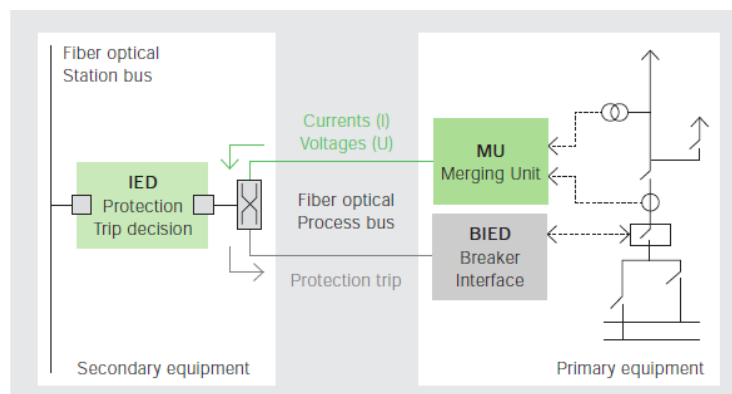 Fiber optical
Station bus
Currents (I)
Voltages (U)
IED
Protection
Trip decision
Fiber optical
Process bus
MU
Merging Unit
BIED
Breaker
Interface
Protection trip
Secondary equipment
Primary equipment